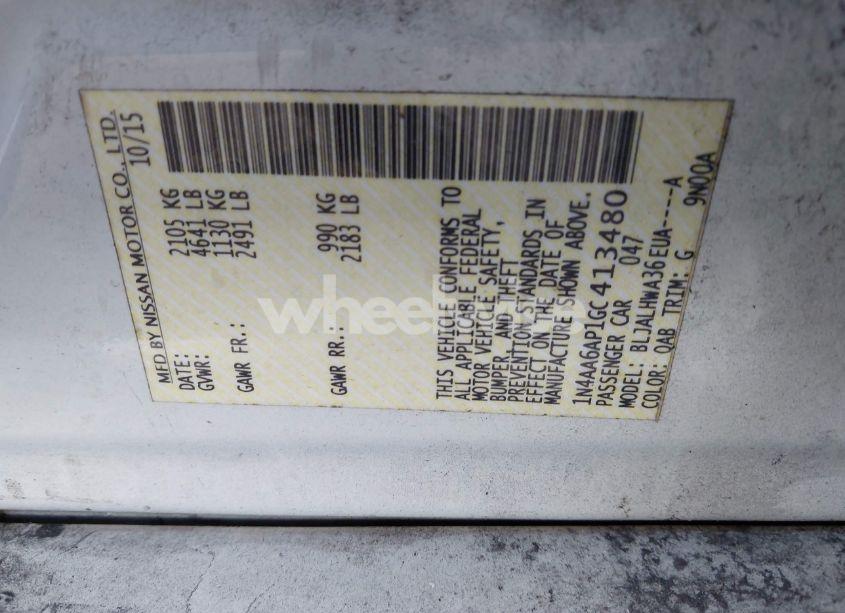 MFD BY NISSAN MOTOR CO., LTD.
DATE: 10/15
GVWR: 2105 KG
4641 LB
GAWR FR.: 1130 KG
2491 LB
GAWR RR.: 990 KG
2183 LB
THIS VEHICLE CONFORMS TO
ALL APPLICABLE FEDERAL
MOTOR VEHICLE SAFETY,
BUMPER, AND THEFT
PREVENTION STANDARDS IN
EFFECT ON THE DATE OF
MANUFACTURE SHOWN ABOVE.
1N4AA6AP1GC413480
PASSENGER CAR 047
MODEL: BLJALHWA36EUA----A
COLOR: QAB TRIM: G 9N00A